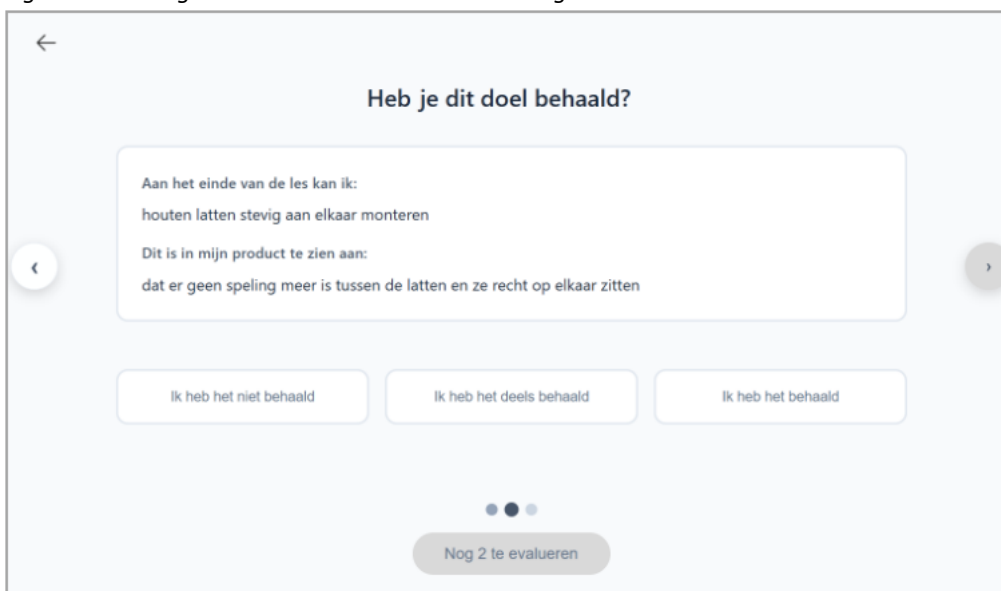 Heb je dit doel behaald?
Aan het einde van de les kan ik:
houten latten stevig aan elkaar monteren
Dit is in mijn product te zien aan:
dat er geen speling meer is tussen de latten en ze recht op elkaar zitten
Ik heb het niet behaald
Ik heb het deels behaald
Ik heb het behaald
Nog 2 te evalueren